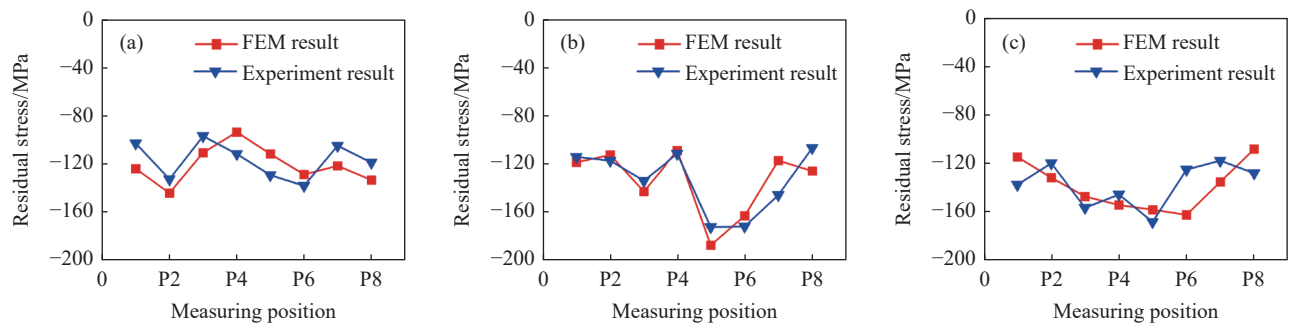 0
−40
−80
−120
−160
−200
Residual stress/MPa
(a)
FEM result
Experiment result
0 P2 P4 P6 P8
Measuring position
0
−40
−80
−120
−160
−200
Residual stress/MPa
(b)
FEM result
Experiment result
0 P2 P4 P6 P8
Measuring position
0
−40
−80
−120
−160
−200
Residual stress/MPa
(c)
FEM result
Experiment result
0 P2 P4 P6 P8
Measuring position